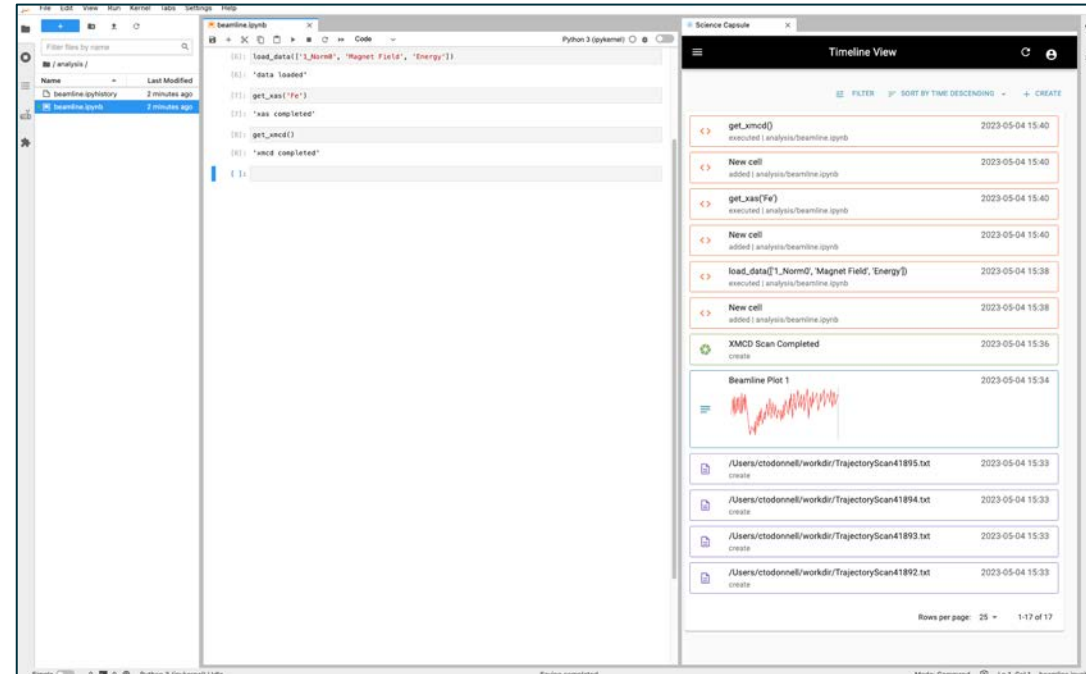 File Edit View Run Kernel Tabs Settings Help
Filter files by name
/ analysis /
Name Last Modified
beamline.ipyhistory 2 minutes ago
beamline.ipynb 2 minutes ago
beamline.ipynb
Code
Python 3 (ipykernel)
load_data(['1_Norm0', 'Magnet Field', 'Energy'])
'data loaded'
get_xas('Fe')
'xas completed'
get_xmcd()
'xmcd completed'
[ ]:
Science Capsule
Timeline View
FILTER SORT BY TIME DESCENDING + CREATE
get_xmcd() 2023-05-04 15:40
executed | analysis/beamline.ipynb
New cell 2023-05-04 15:40
added | analysis/beamline.ipynb
get_xas('Fe') 2023-05-04 15:40
executed | analysis/beamline.ipynb
New cell 2023-05-04 15:40
added | analysis/beamline.ipynb
load_data(['1_Norm0', 'Magnet Field', 'Energy']) 2023-05-04 15:38
executed | analysis/beamline.ipynb
New cell 2023-05-04 15:38
added | analysis/beamline.ipynb
XMCD Scan Completed 2023-05-04 15:36
create
Beamline Plot 1 2023-05-04 15:34
/Users/ctodonnell/workdir/TrajectoryScan41895.txt 2023-05-04 15:33
create
/Users/ctodonnell/workdir/TrajectoryScan41894.txt 2023-05-04 15:33
create
/Users/ctodonnell/workdir/TrajectoryScan41893.txt 2023-05-04 15:33
create
/Users/ctodonnell/workdir/TrajectoryScan41892.txt 2023-05-04 15:33
create
Rows per page: 25 1-17 of 17